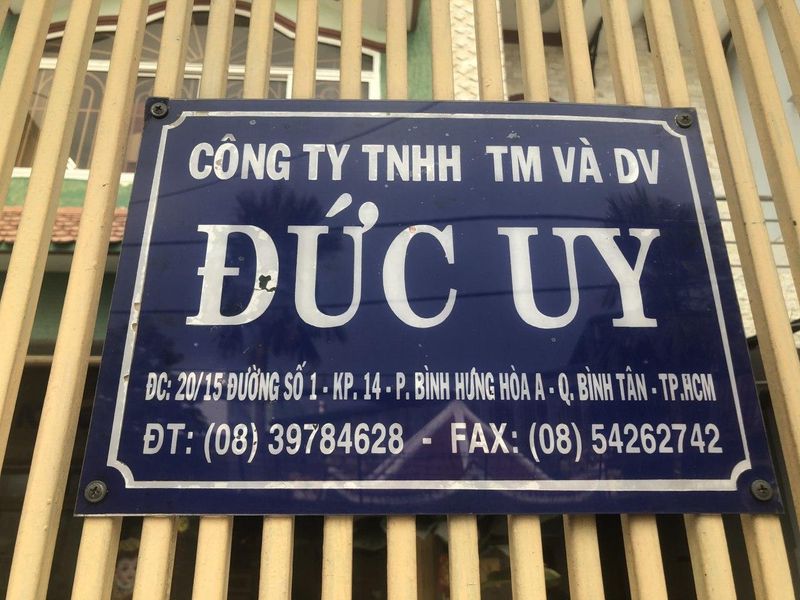 CÔNG TY TNHH TM VÀ DV
ĐỨC UY
ĐC: 20/15 ĐƯỜNG SỐ 1 - KP. 14 - P. BÌNH HƯNG HÒA A - Q. BÌNH TÂN - TP.HCM
ĐT: (08) 39784628 - FAX: (08) 54262742